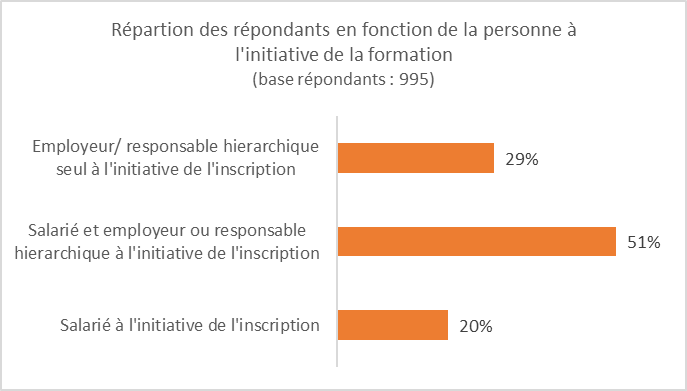 Répartion des répondants en fonction de la personne à
l'initiative de la formation
(base répondants : 995)
Employeur/ responsable hierarchique
seul à l'initiative de l'inscription
29%
Salarié et employeur ou responsable
hierarchique à l'initiative de l'inscription
51%
Salarié à l'initiative de l'inscription
20%